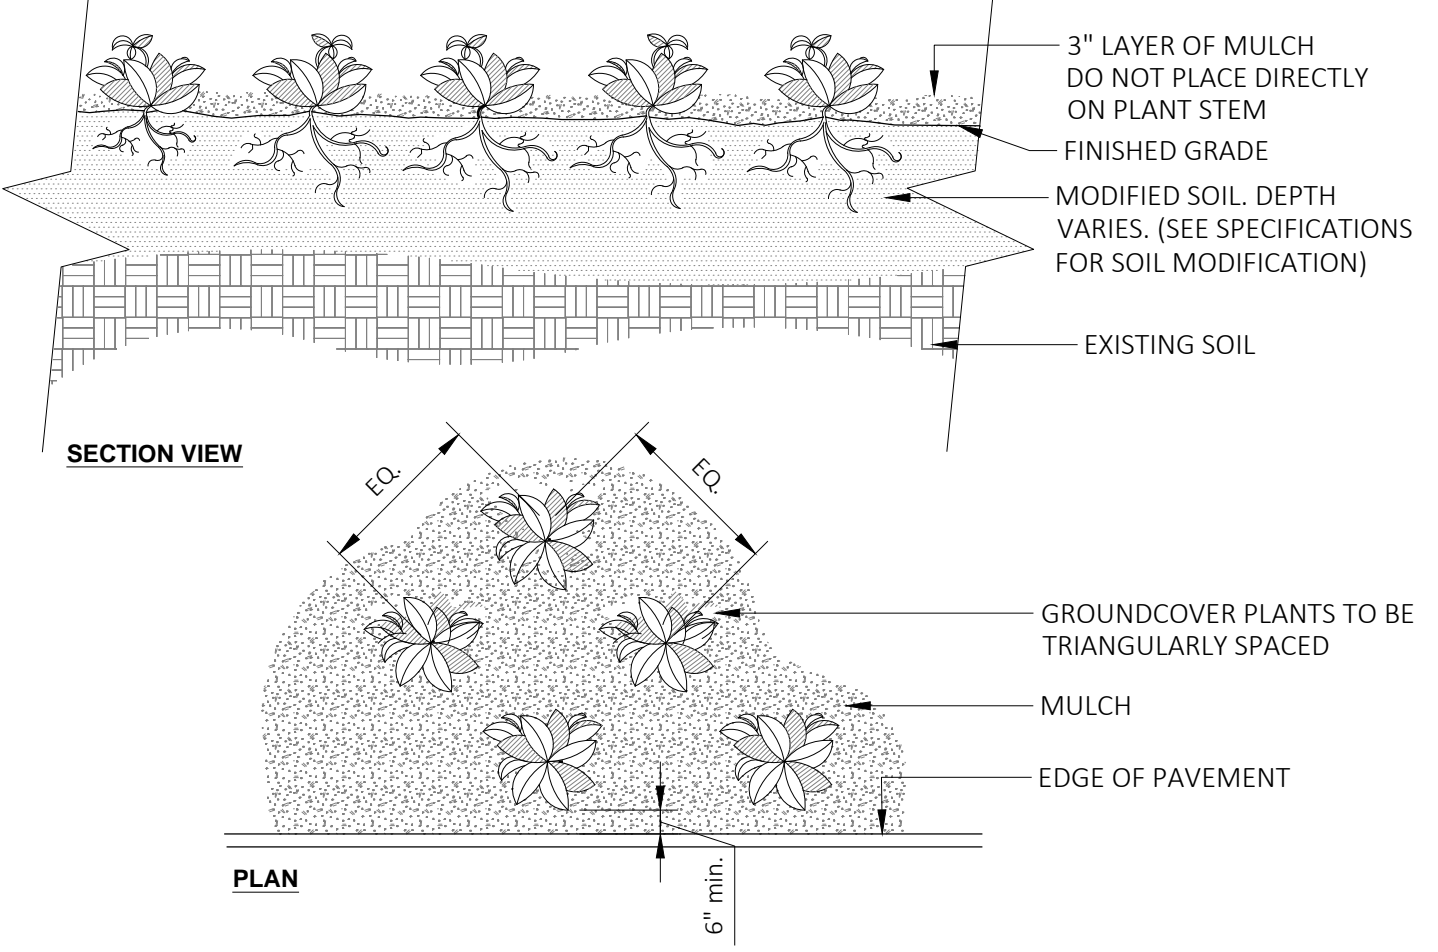 3" LAYER OF MULCH
DO NOT PLACE DIRECTLY
ON PLANT STEM
FINISHED GRADE
MODIFIED SOIL. DEPTH
VARIES. (SEE SPECIFICATIONS
FOR SOIL MODIFICATION)
EXISTING SOIL
SECTION VIEW
EQ.
EQ.
GROUNDCOVER PLANTS TO BE
TRIANGULARLY SPACED
MULCH
EDGE OF PAVEMENT
6" min.
PLAN